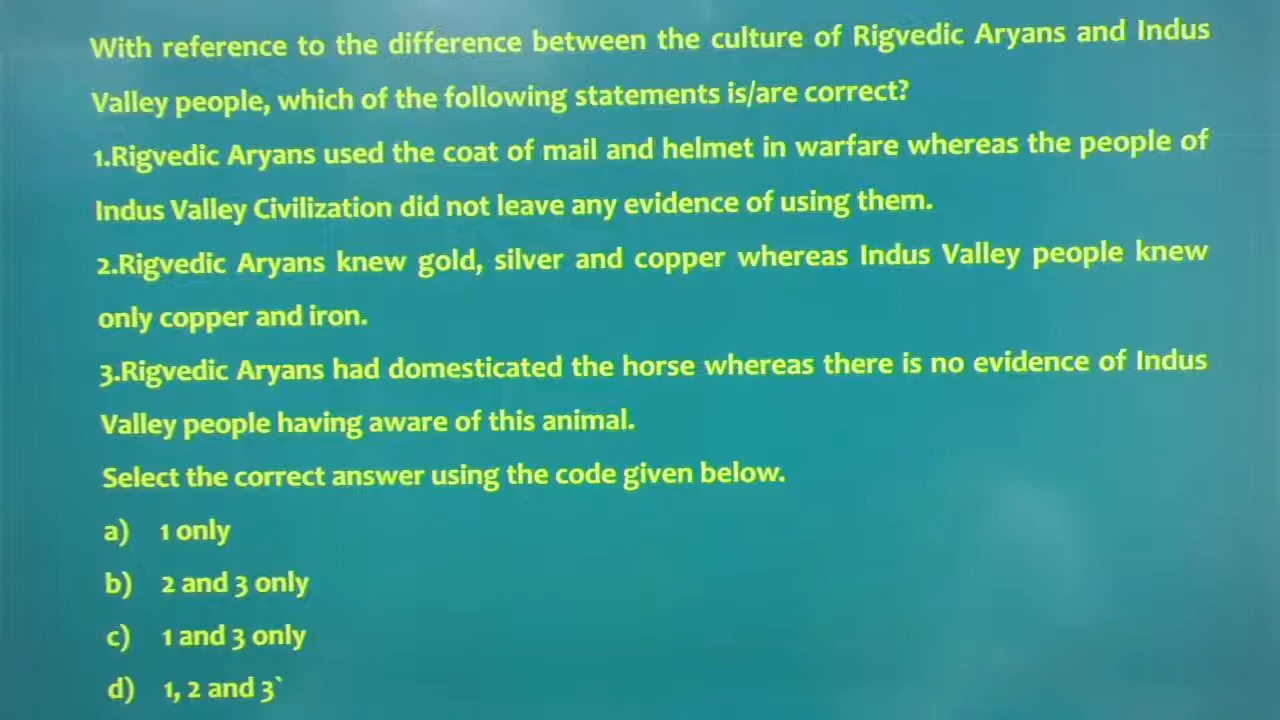 With reference to the difference between the culture of Rigvedic Aryans and Indus
Valley people, which of the following statements is/are correct?
1.Rigvedic Aryans used the coat of mail and helmet in warfare whereas the people of
Indus Valley Civilization did not leave any evidence of using them.
2.Rigvedic Aryans knew gold, silver and copper whereas Indus Valley people knew
only copper and iron.
3.Rigvedic Aryans had domesticated the horse whereas there is no evidence of Indus
Valley people having aware of this animal.
Select the correct answer using the code given below.
a) 1 only
b) 2 and 3 only
c) 1 and 3 only
d) 1, 2 and 3`